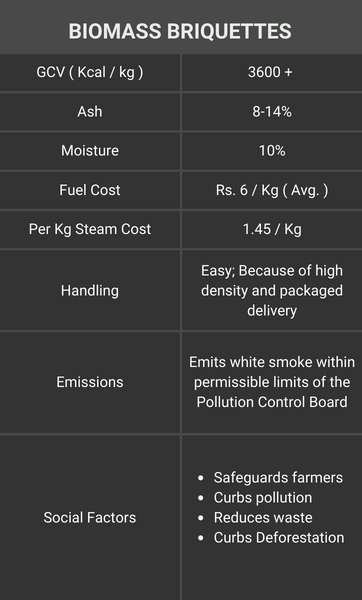 BIOMASS BRIQUETTES
GCV ( Kcal / kg )
3600 +
Ash
8-14%
Moisture
10%
Fuel Cost
Rs. 6 / Kg ( Avg. )
Per Kg Steam Cost
1.45 / Kg
Handling
Easy; Because of high
density and packaged
delivery
Emissions
Emits white smoke within
permissible limits of the
Pollution Control Board
Social Factors
• Safeguards farmers
• Curbs pollution
• Reduces waste
• Curbs Deforestation